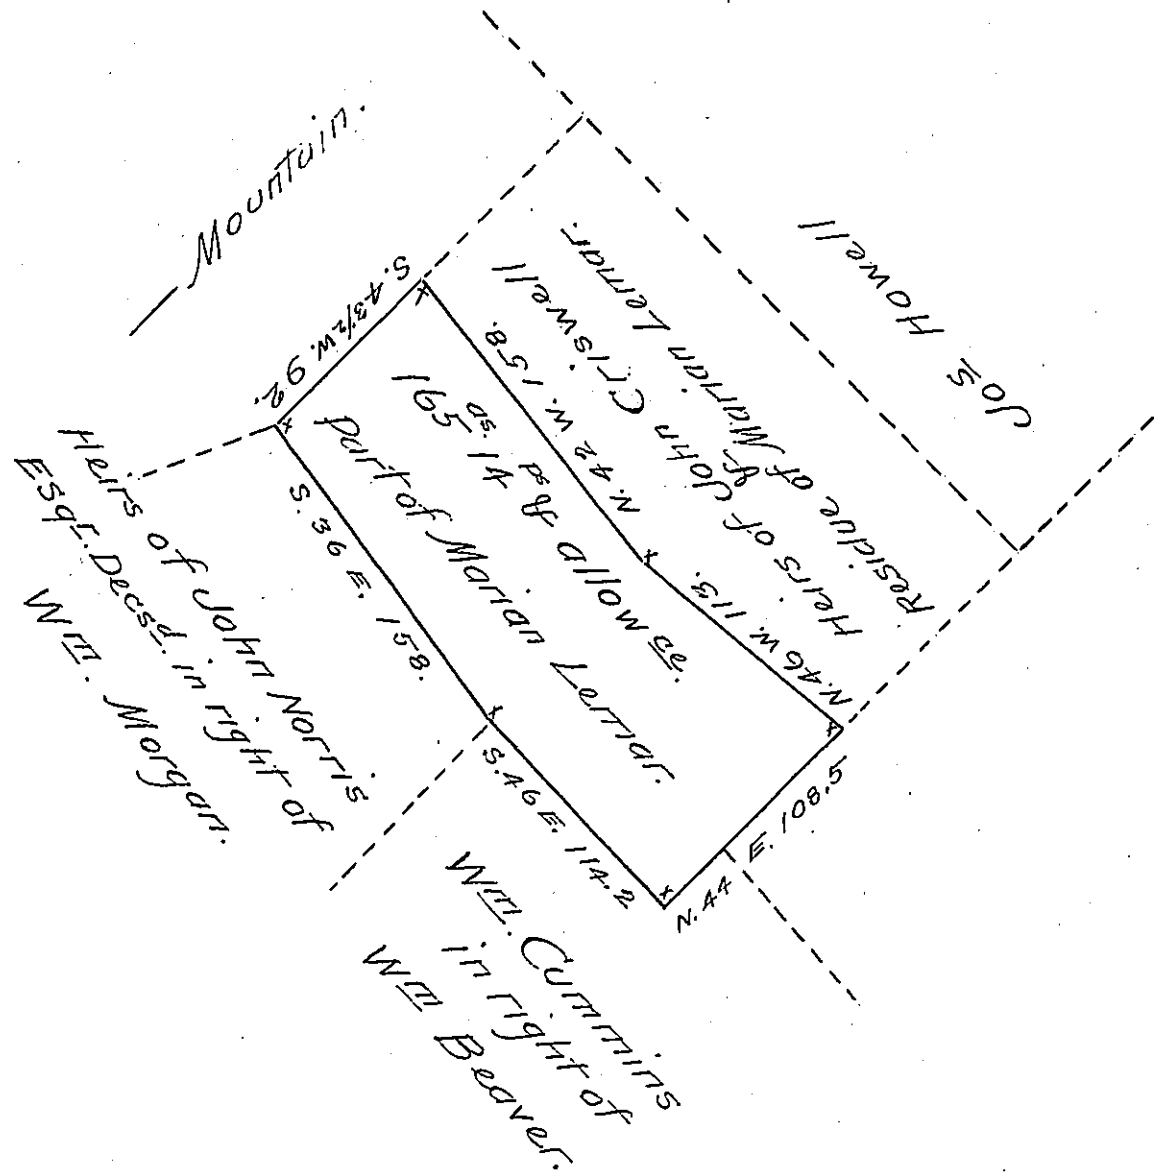 Mountain.
Jos Howell
Residue of Marian Lemar.
Heirs of John Criswell
N. 42 W. 158.
N. 46 W. 113.
S. 43½ W. 92.
165 as. 14 ps & allowce.
part of Marian Lemar.
S. 36 E. 158.
S. 46 E. 114.2
N. 44 E. 108.5
Heirs of John Norris
Esqr. Decsd. in right of
Wm. Morgan.
Wm. Cummins
in right of
Wm Beaver.